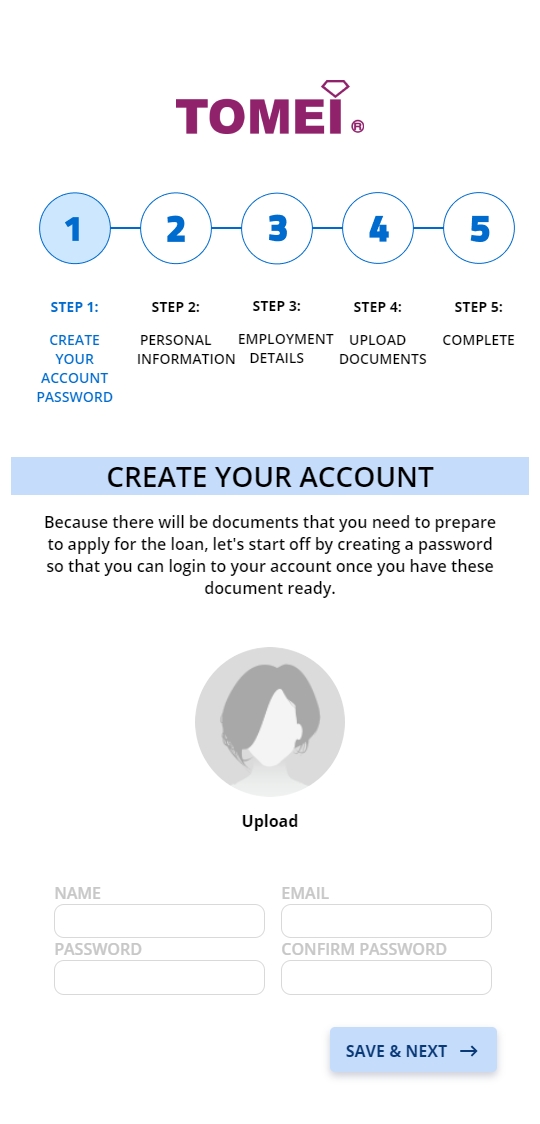 TOMEI ®
1 2 3 4 5
STEP 1: STEP 2: STEP 3: STEP 4: STEP 5:
CREATE
YOUR
ACCOUNT
PASSWORD
PERSONAL
INFORMATION
EMPLOYMENT
DETAILS
UPLOAD
DOCUMENTS
COMPLETE
CREATE YOUR ACCOUNT
Because there will be documents that you need to prepare
to apply for the loan, let's start off by creating a password
so that you can login to your account once you have these
document ready.
Upload
NAME EMAIL
PASSWORD CONFIRM PASSWORD
SAVE & NEXT →